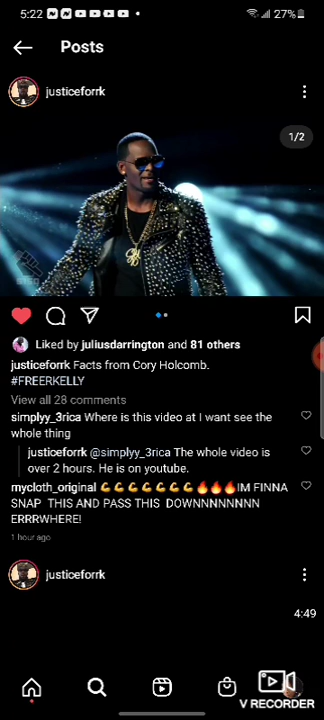 5:22
27%
Posts
justiceforrk
1/2
Liked by juliusdarrington and 81 others
justiceforrk Facts from Cory Holcomb.
#FREERKELLY
View all 28 comments
simplyy_3rica Where is this video at I want see the
whole thing
justiceforrk @simplyy_3rica The whole video is
over 2 hours. He is on youtube.
mycloth_original 💪💪💪💪💪💪💪🔥🔥🔥IM FINNA
SNAP THIS AND PASS THIS DOWNNNNNNNN
ERRRWHERE!
1 hour ago
justiceforrk
4:49
V RECORDER